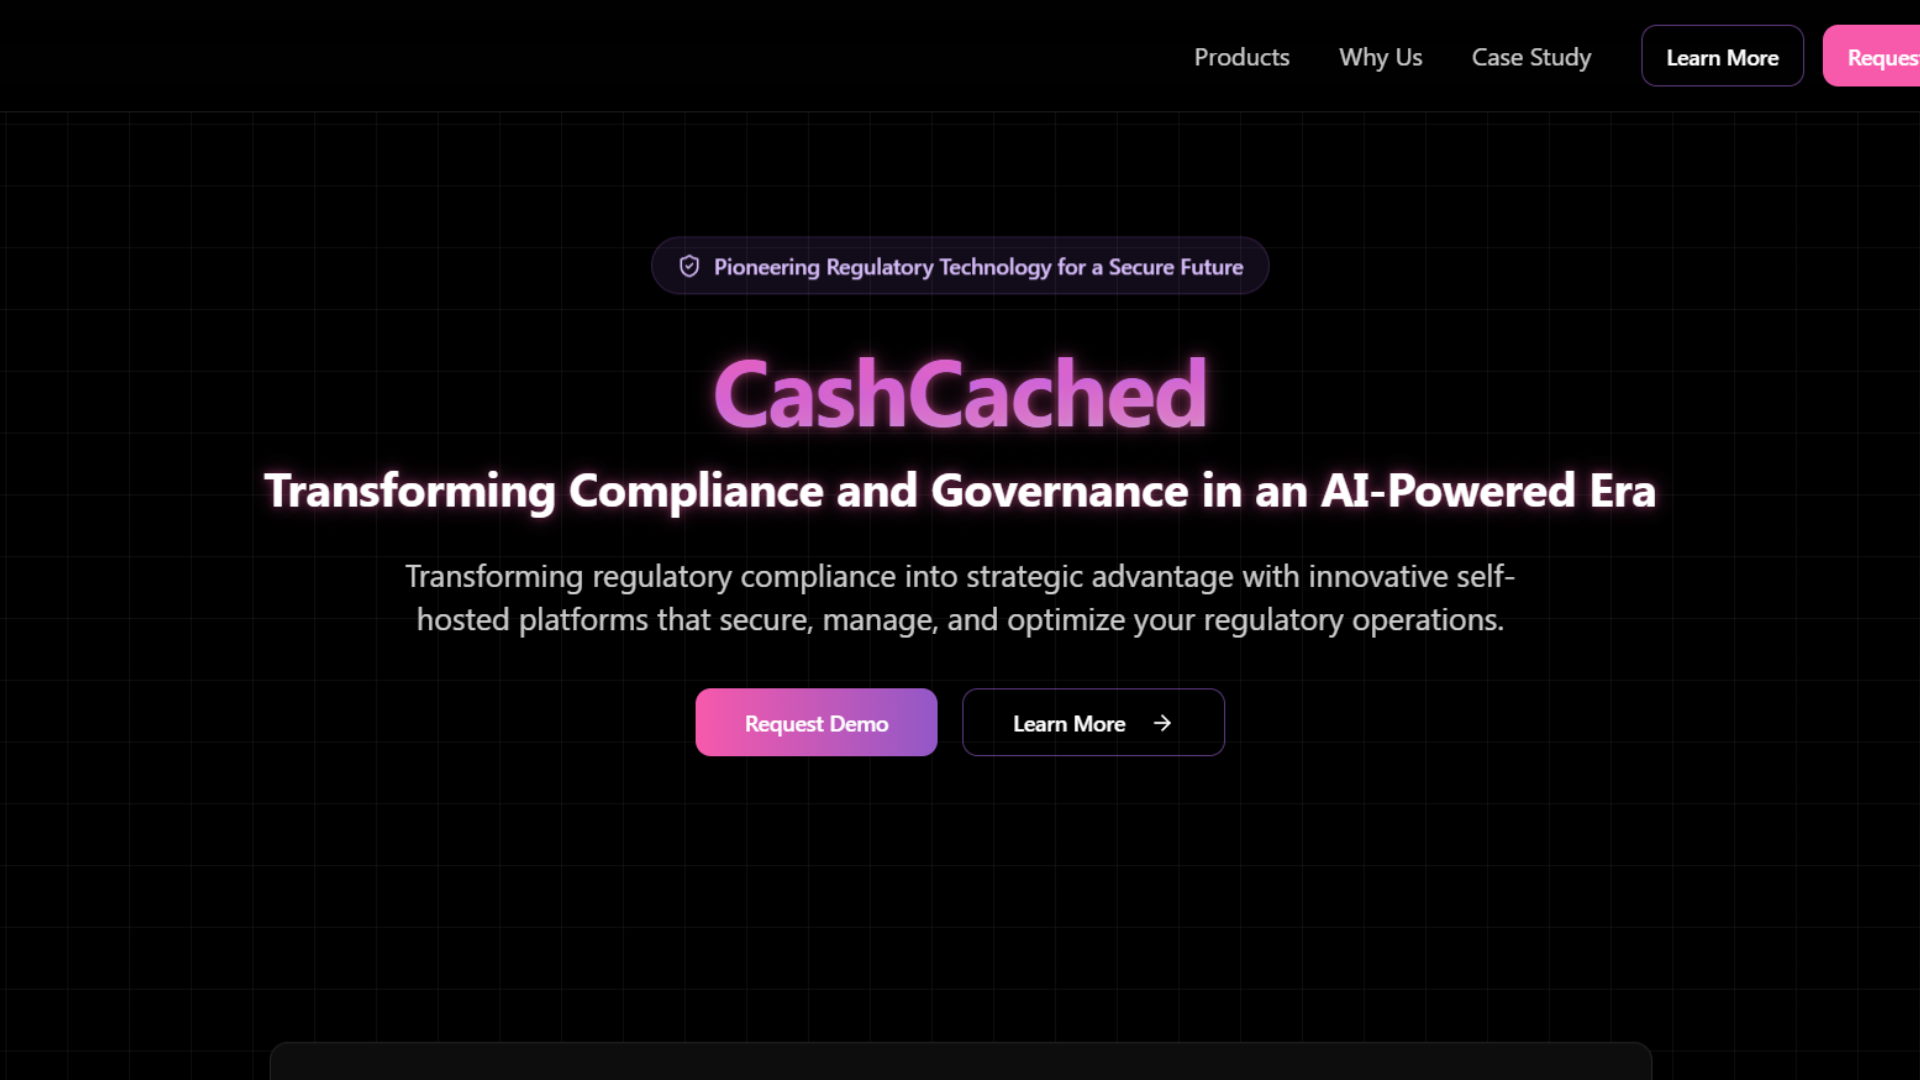 Products Why Us Case Study Learn More Reques
Pioneering Regulatory Technology for a Secure Future
CashCached
Transforming Compliance and Governance in an AI-Powered Era
Transforming regulatory compliance into strategic advantage with innovative self-
hosted platforms that secure, manage, and optimize your regulatory operations.
Request Demo Learn More →